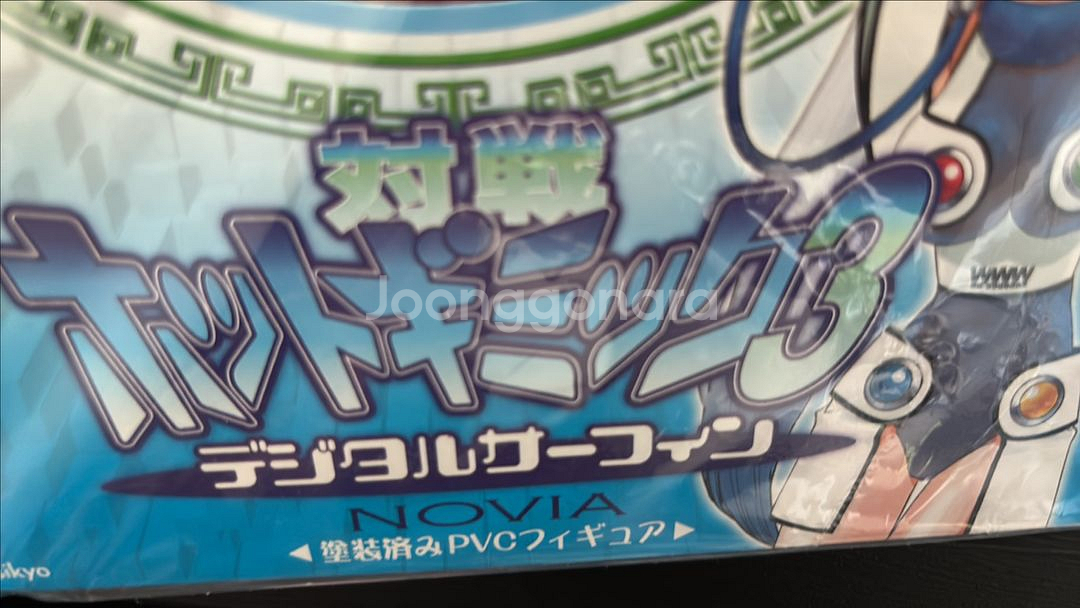 対戦
ホットギミック3
デジタルサーフィン
NOVIA
◀塗装済みPVCフィギュア▶
WWW
Joonggonara